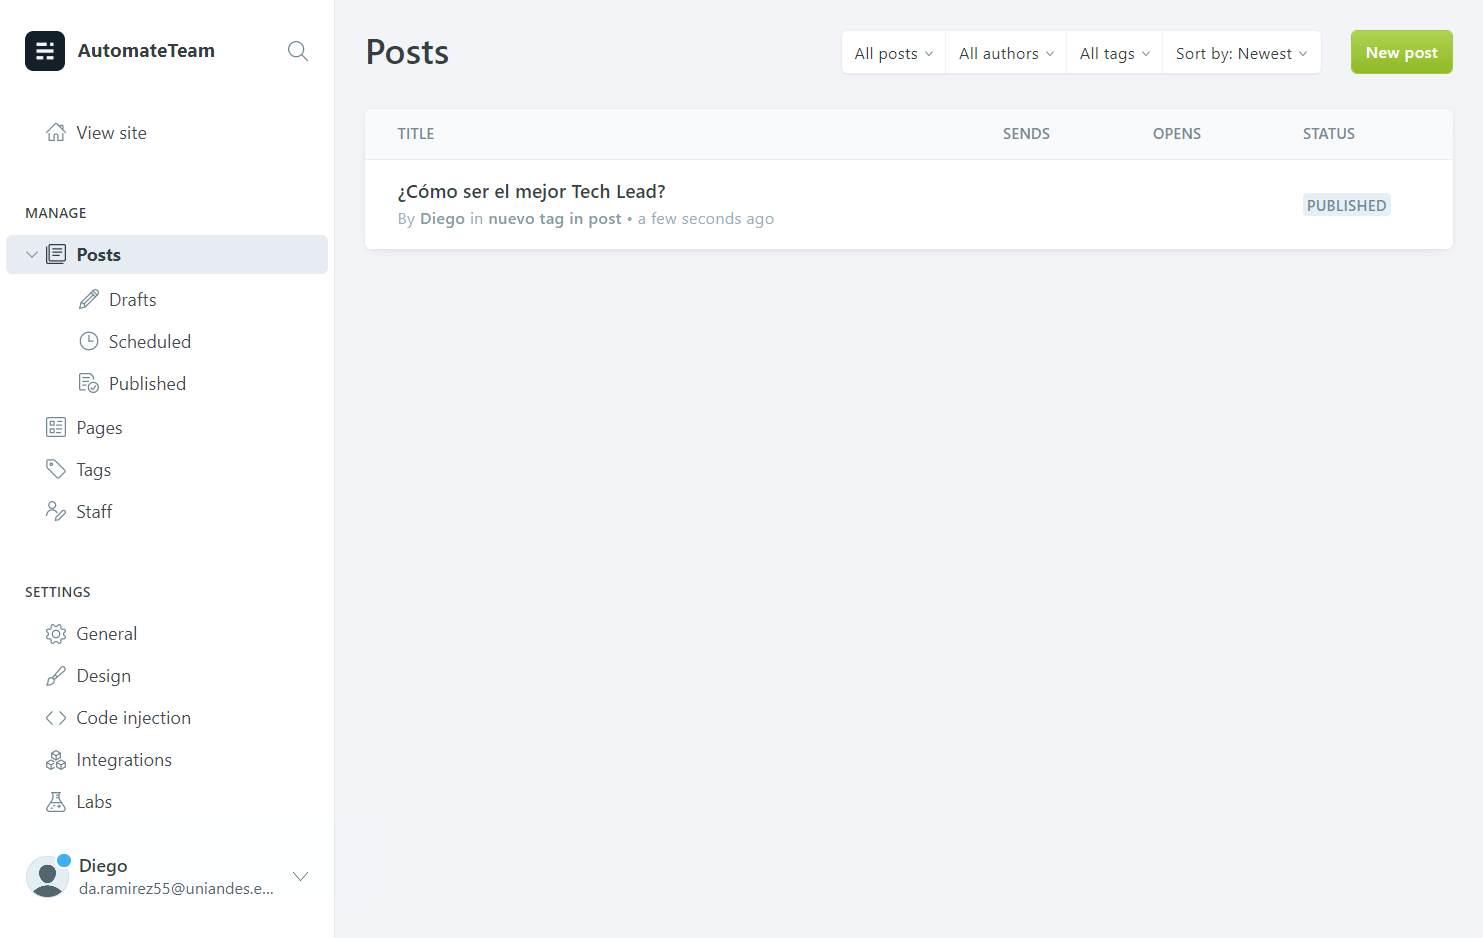 AutomateTeam
View site
MANAGE
Posts
Drafts
Scheduled
Published
Pages
Tags
Staff
SETTINGS
General
Design
Code injection
Integrations
Labs
Diego
da.ramirez55@uniandes.e...
Posts
All posts
All authors
All tags
Sort by: Newest
New post
TITLE SENDS OPENS STATUS
¿Cómo ser el mejor Tech Lead?
By Diego in nuevo tag in post • a few seconds ago
PUBLISHED